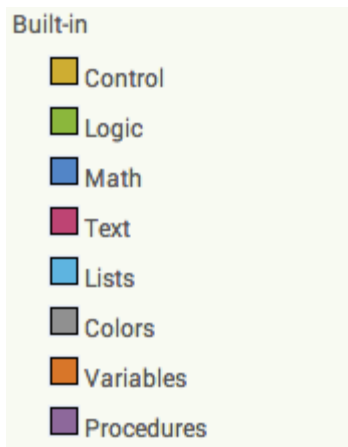 Built-in
Control
Logic
Math
Text
Lists
Colors
Variables
Procedures